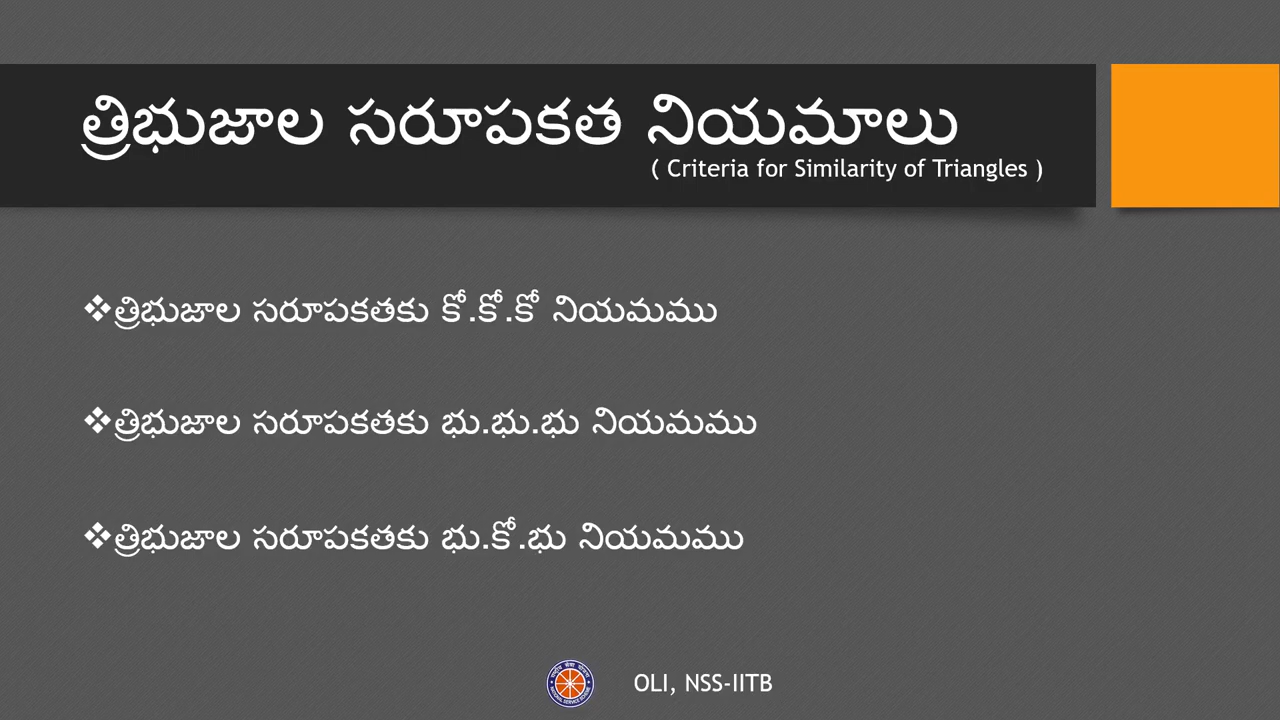 త్రిభుజాల సరూపకత నియమాలు
( Criteria for Similarity of Triangles )
❖త్రిభుజాల సరూపకతకు కో.కో.కో నియమము
❖త్రిభుజాల సరూపకతకు భు.భు.భు నియమము
❖త్రిభుజాల సరూపకతకు భు.కో.భు నియమము
OLI, NSS-IITB